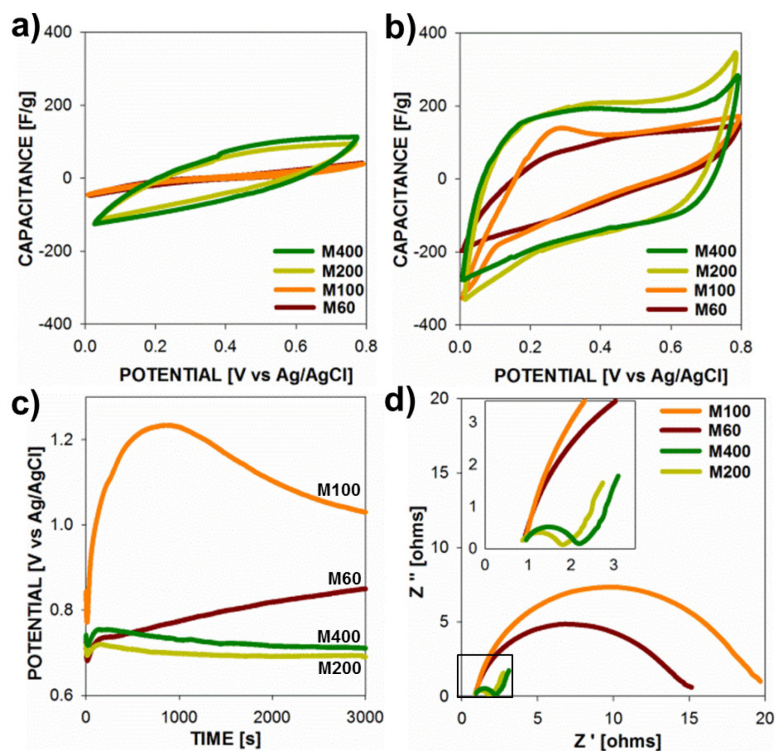 a)
CAPACITANCE [F/g]
400
200
0
-200
-400
M400
M200
M100
M60
0.0 0.2 0.4 0.6 0.8
POTENTIAL [V vs Ag/AgCl]
b)
CAPACITANCE [F/g]
400
200
0
-200
-400
M400
M200
M100
M60
0.0 0.2 0.4 0.6 0.8
POTENTIAL [V vs Ag/AgCl]
c)
POTENTIAL [V vs Ag/AgCl]
1.2
1.0
0.8
0.6
M100
M60
M400
M200
0 1000 2000 3000
TIME [s]
d)
Z " [ohms]
20
15
10
5
0
3
2
1
0
0 1 2 3
M100
M60
M400
M200
0 5 10 15 20
Z ' [ohms]